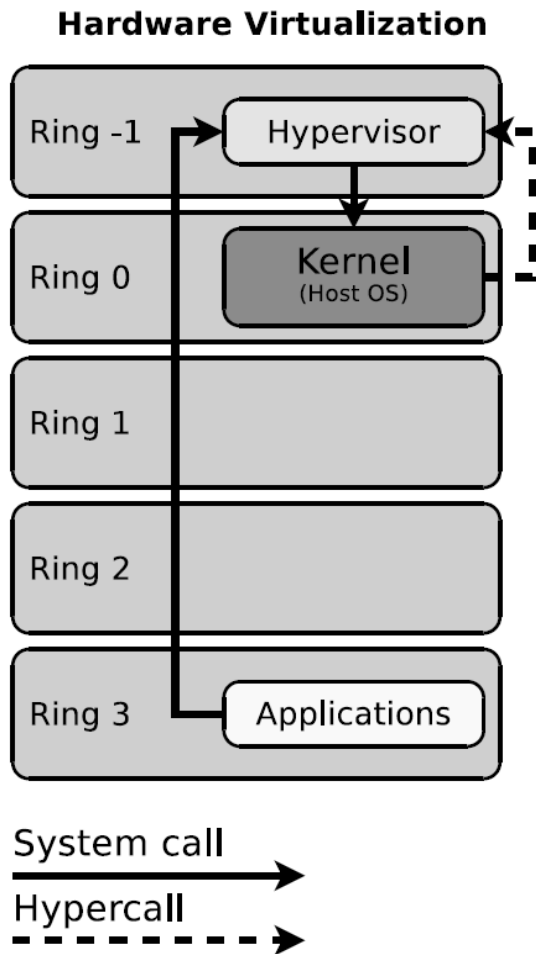 Hardware Virtualization
Ring -1
Hypervisor
Ring 0
Kernel
(Host OS)
Ring 1
Ring 2
Ring 3
Applications
System call
Hypercall